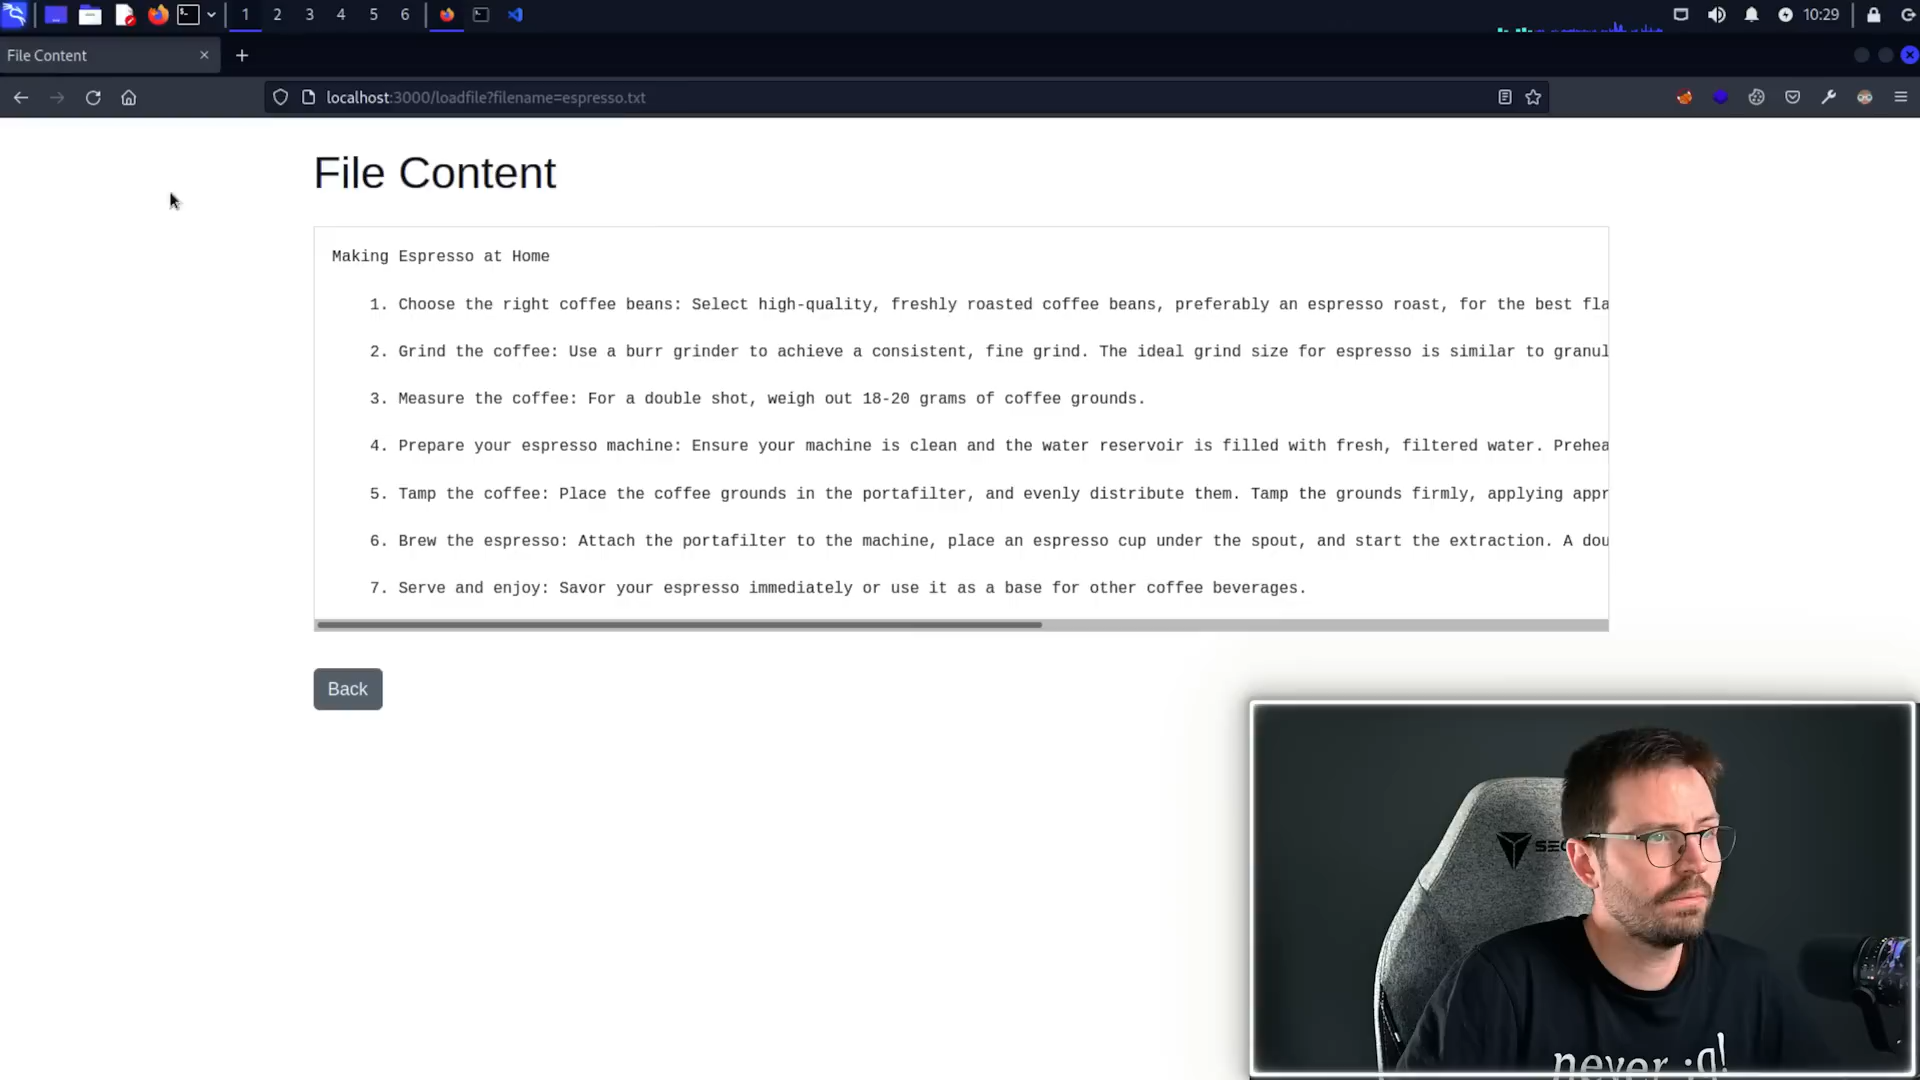 1 2 3 4 5 6
10:29
File Content
localhost:3000/loadfile?filename=espresso.txt
File Content
Making Espresso at Home
1. Choose the right coffee beans: Select high-quality, freshly roasted coffee beans, preferably an espresso roast, for the best fla
2. Grind the coffee: Use a burr grinder to achieve a consistent, fine grind. The ideal grind size for espresso is similar to granul
3. Measure the coffee: For a double shot, weigh out 18-20 grams of coffee grounds.
4. Prepare your espresso machine: Ensure your machine is clean and the water reservoir is filled with fresh, filtered water. Prehea
5. Tamp the coffee: Place the coffee grounds in the portafilter, and evenly distribute them. Tamp the grounds firmly, applying appr
6. Brew the espresso: Attach the portafilter to the machine, place an espresso cup under the spout, and start the extraction. A dou
7. Serve and enjoy: Savor your espresso immediately or use it as a base for other coffee beverages.
Back
never :q!